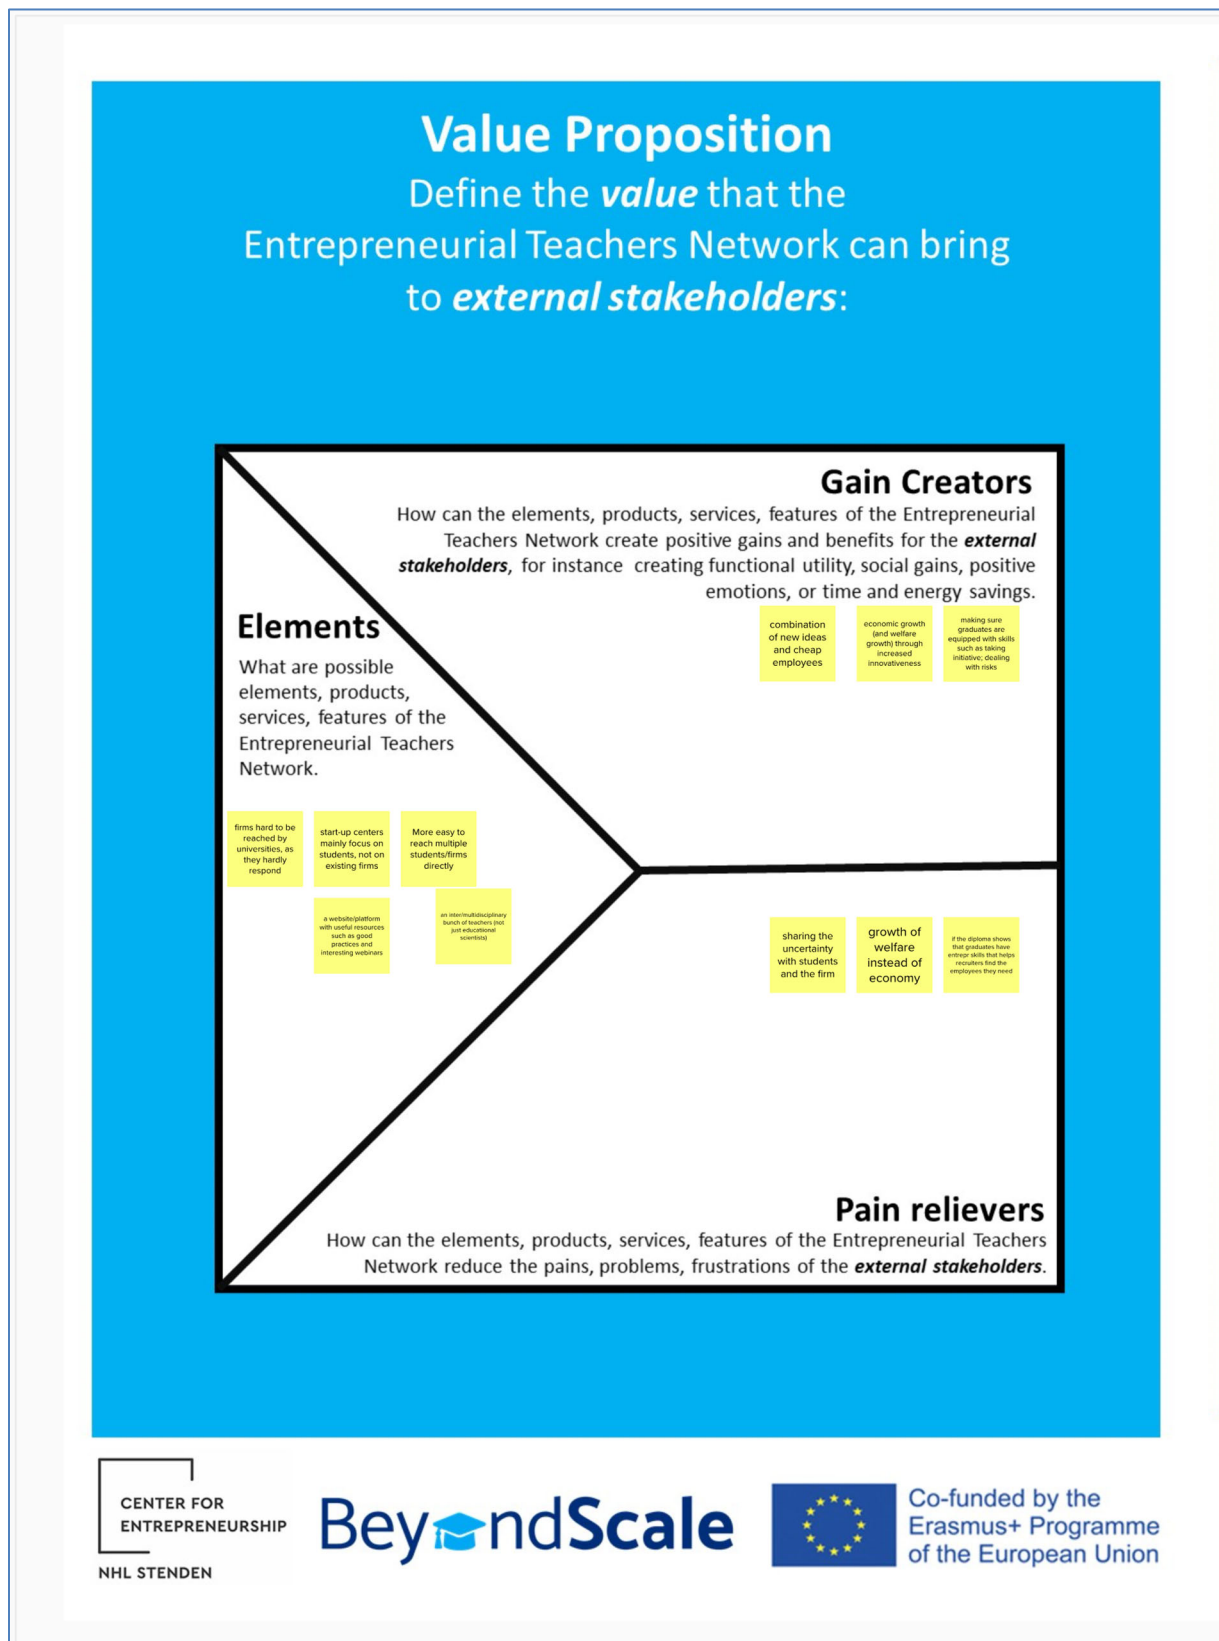 Value Proposition
Define the value that the
Entrepreneurial Teachers Network can bring
to external stakeholders:
Gain Creators
How can the elements, products, services, features of the Entrepreneurial
Teachers Network create positive gains and benefits for the external
stakeholders, for instance creating functional utility, social gains, positive
emotions, or time and energy savings.
combination
of new ideas
and cheap
employees
economic growth
(and welfare
growth) through
increased
innovativeness
making sure
graduates are
equipped with skills
such as taking
initiative; dealing
with risks
Elements
What are possible
elements, products,
services, features of the
Entrepreneurial Teachers
Network.
firms hard to be
reached by
universities, as
they hardly
respond
start-up centers
mainly focus on
students, not on
existing firms
More easy to
reach multiple
students/firms
directly
a website/platform
with useful resources
such as good
practices and
interesting webinars
an inter/multidisciplinary
bunch of teachers (not
just educational
scientists)
sharing the
uncertainty
with students
and the firm
growth of
welfare
instead of
economy
if the diploma shows
that graduates have
entrepr skills that helps
recruiters find the
employees they need
Pain relievers
How can the elements, products, services, features of the Entrepreneurial Teachers
Network reduce the pains, problems, frustrations of the external stakeholders.
CENTER FOR
ENTREPRENEURSHIP
NHL STENDEN
BeyondScale
Co-funded by the
Erasmus+ Programme
of the European Union